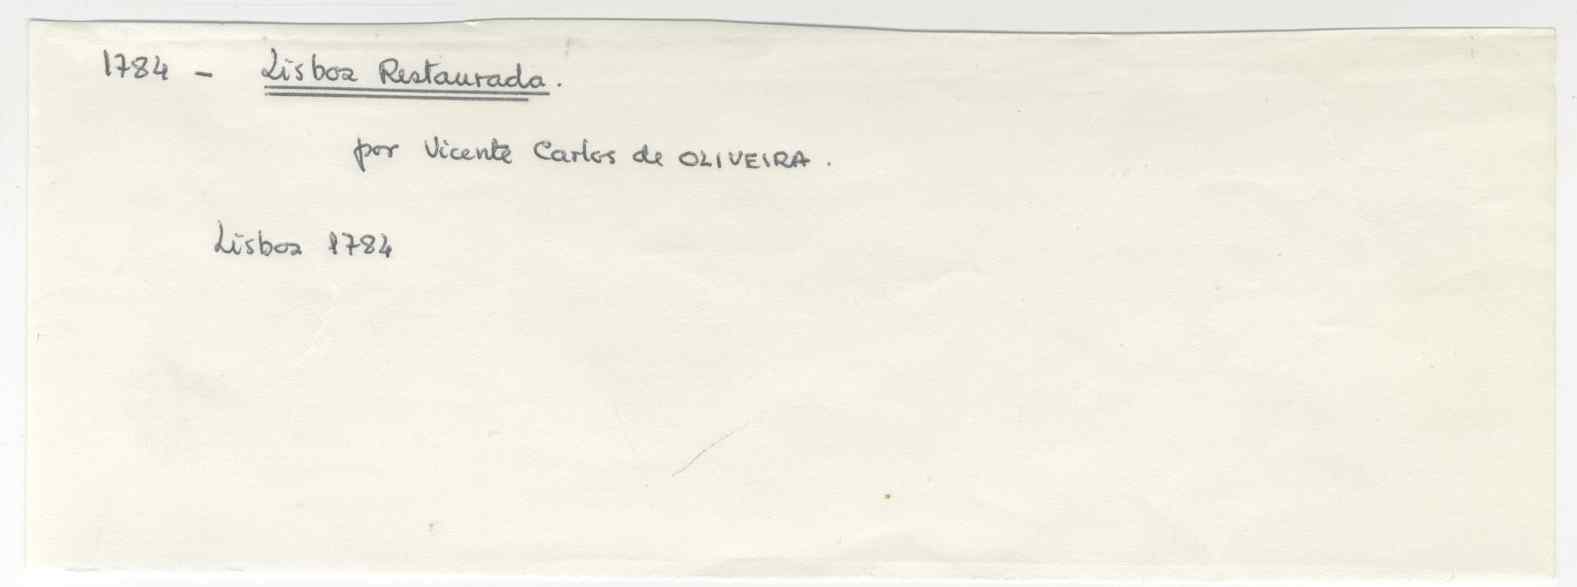 1784 - Lisboa Restaurada.
por Vicente Carlos de OLIVEIRA.
Lisboa 1784